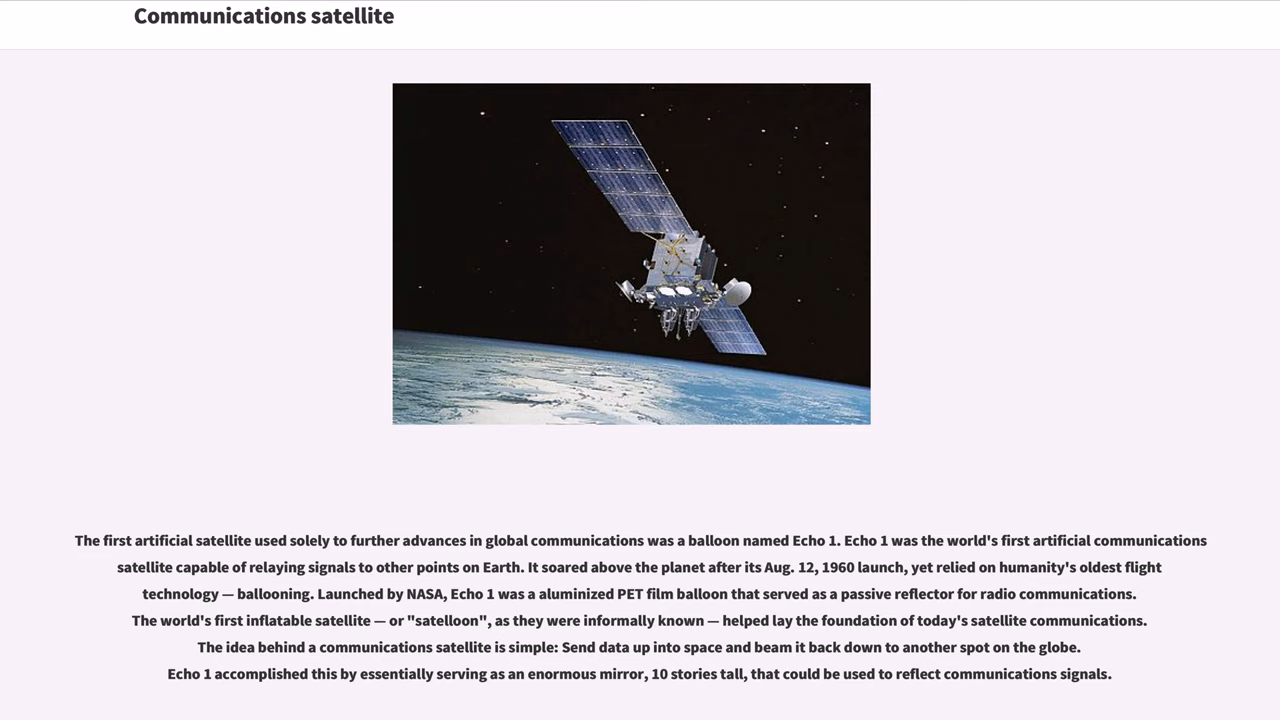 Communications satellite
The first artificial satellite used solely to further advances in global communications was a balloon named Echo 1. Echo 1 was the world's first artificial communications
satellite capable of relaying signals to other points on Earth. It soared above the planet after its Aug. 12, 1960 launch, yet relied on humanity's oldest flight
technology — ballooning. Launched by NASA, Echo 1 was a aluminized PET film balloon that served as a passive reflector for radio communications.
The world's first inflatable satellite — or "satelloon", as they were informally known — helped lay the foundation of today's satellite communications.
The idea behind a communications satellite is simple: Send data up into space and beam it back down to another spot on the globe.
Echo 1 accomplished this by essentially serving as an enormous mirror, 10 stories tall, that could be used to reflect communications signals.